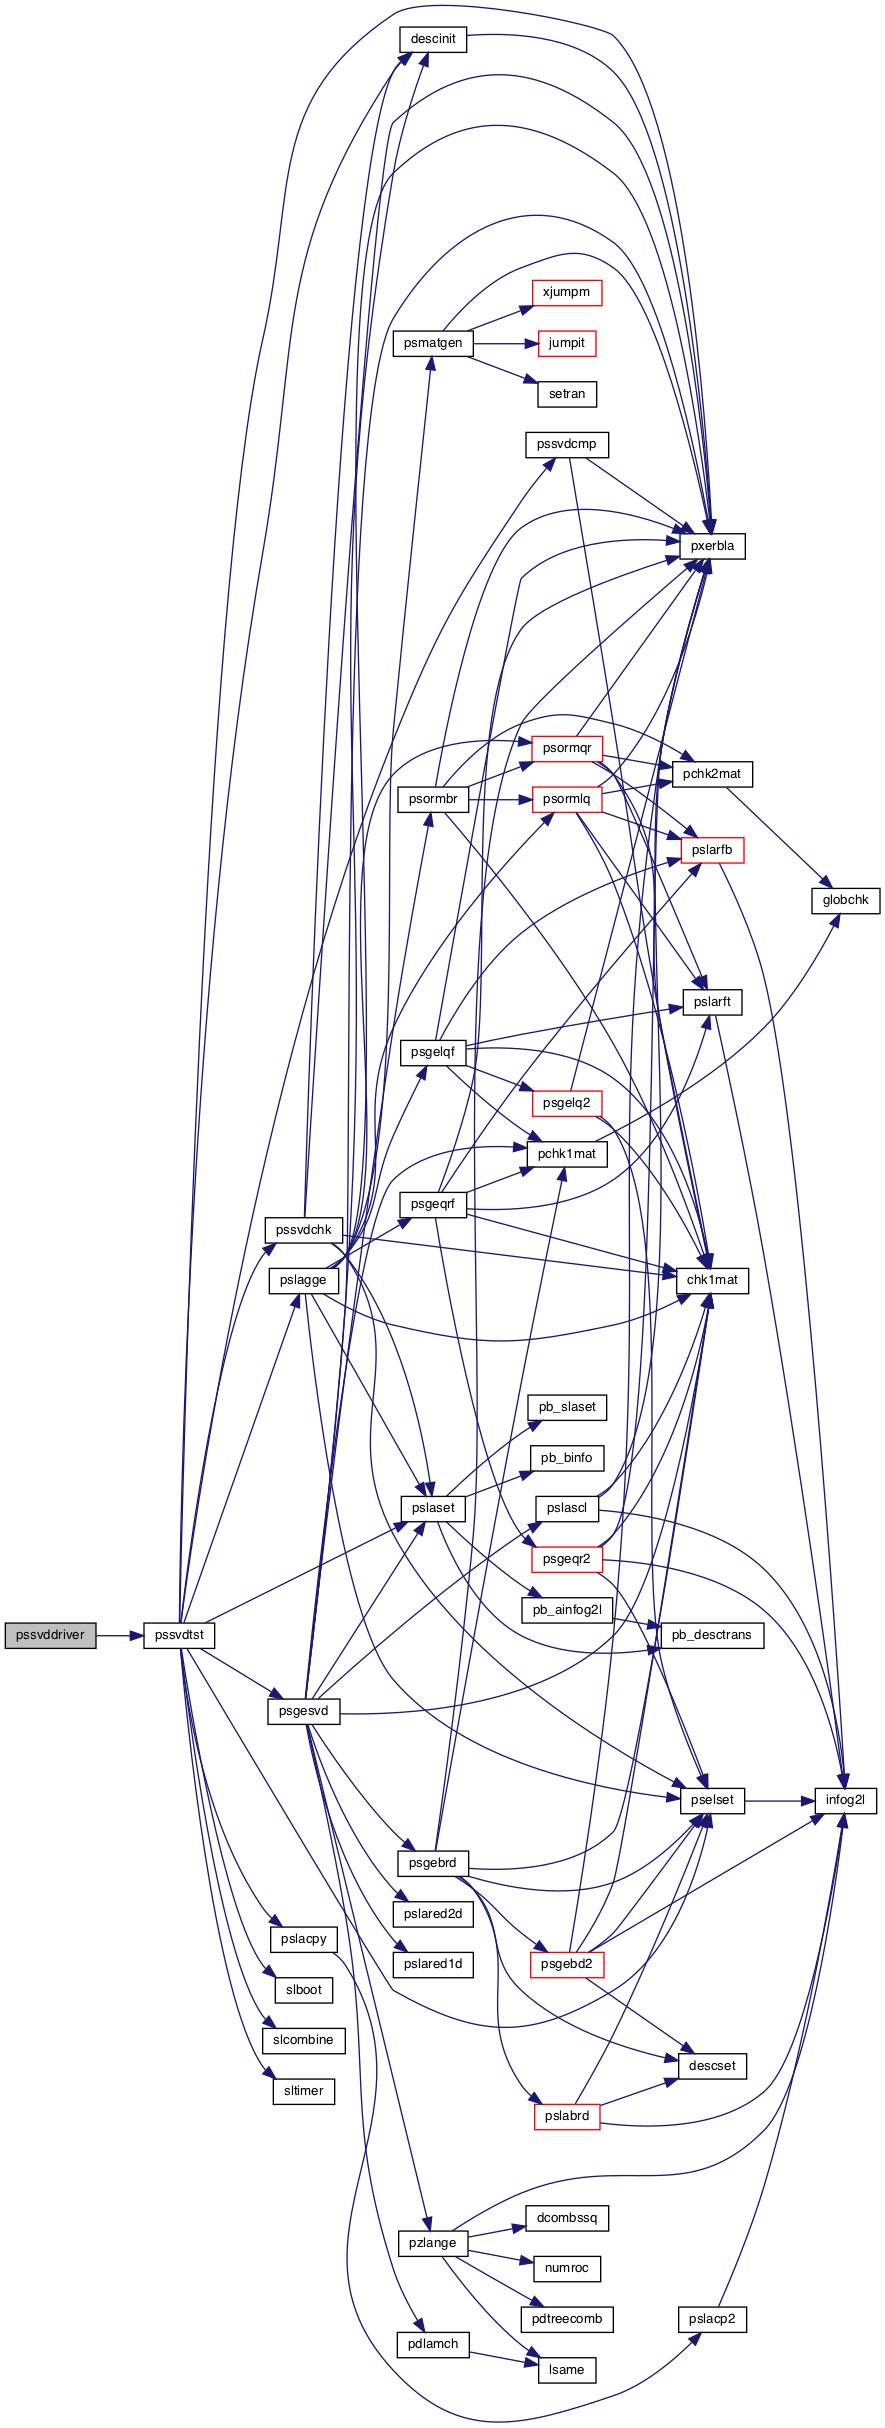 descinit
xjumpm
psmatgen
jumpit
setran
pssvdcmp
pxerbla
psormqr
pchk2mat
psormbr
psormlq
pslarfb
globchk
pslarft
psgelqf
psgelq2
pchk1mat
psgeqrf
pssvdchk
pslagge
chk1mat
pb_slaset
pb_binfo
pslaset
pslascl
psgeqr2
pb_ainfog2l
pssvddriver
pssvdtst
pb_desctrans
psgesvd
pselset
infog2l
psgebrd
pslared2d
pslacpy
pslared1d
psgebd2
slboot
slcombine
descset
sltimer
pslabrd
dcombssq
pzlange
numroc
pdtreecomb
pslacp2
pdlamch
lsame